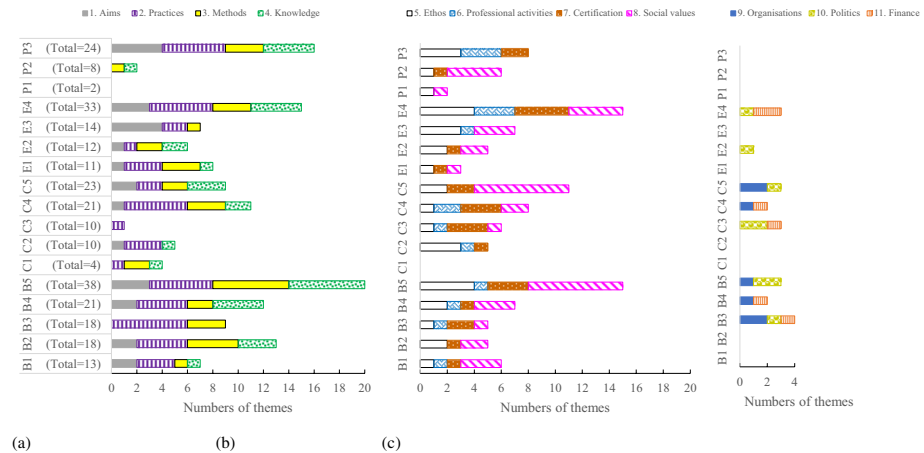 1. Aims 2. Practices 3. Methods 4. Knowledge
P3 (Total=24)
P2 (Total=8)
P1 (Total=2)
E4 (Total=33)
E3 (Total=14)
E2 (Total=12)
E1 (Total=11)
C5 (Total=23)
C4 (Total=21)
C3 (Total=10)
C2 (Total=10)
C1 (Total=4)
B5 (Total=38)
B4 (Total=21)
B3 (Total=18)
B2 (Total=18)
B1 (Total=13)
0 2 4 6 8 10 12 14 16 18 20
Numbers of themes
(a)
5. Ethos 6. Professional activities 7. Certification 8. Social values
P3
P2
P1
E4
E3
E2
E1
C5
C4
C3
C2
C1
B5
B4
B3
B2
B1
0 2 4 6 8 10 12 14 16 18 20
Numbers of themes
(b)
9. Organisations 10. Politics 11. Finance
P3
P2
P1
E4
E3
E2
E1
C5
C4
C3
C2
C1
B5
B4
B3
B2
B1
0 2 4
Numbers of themes
(c)